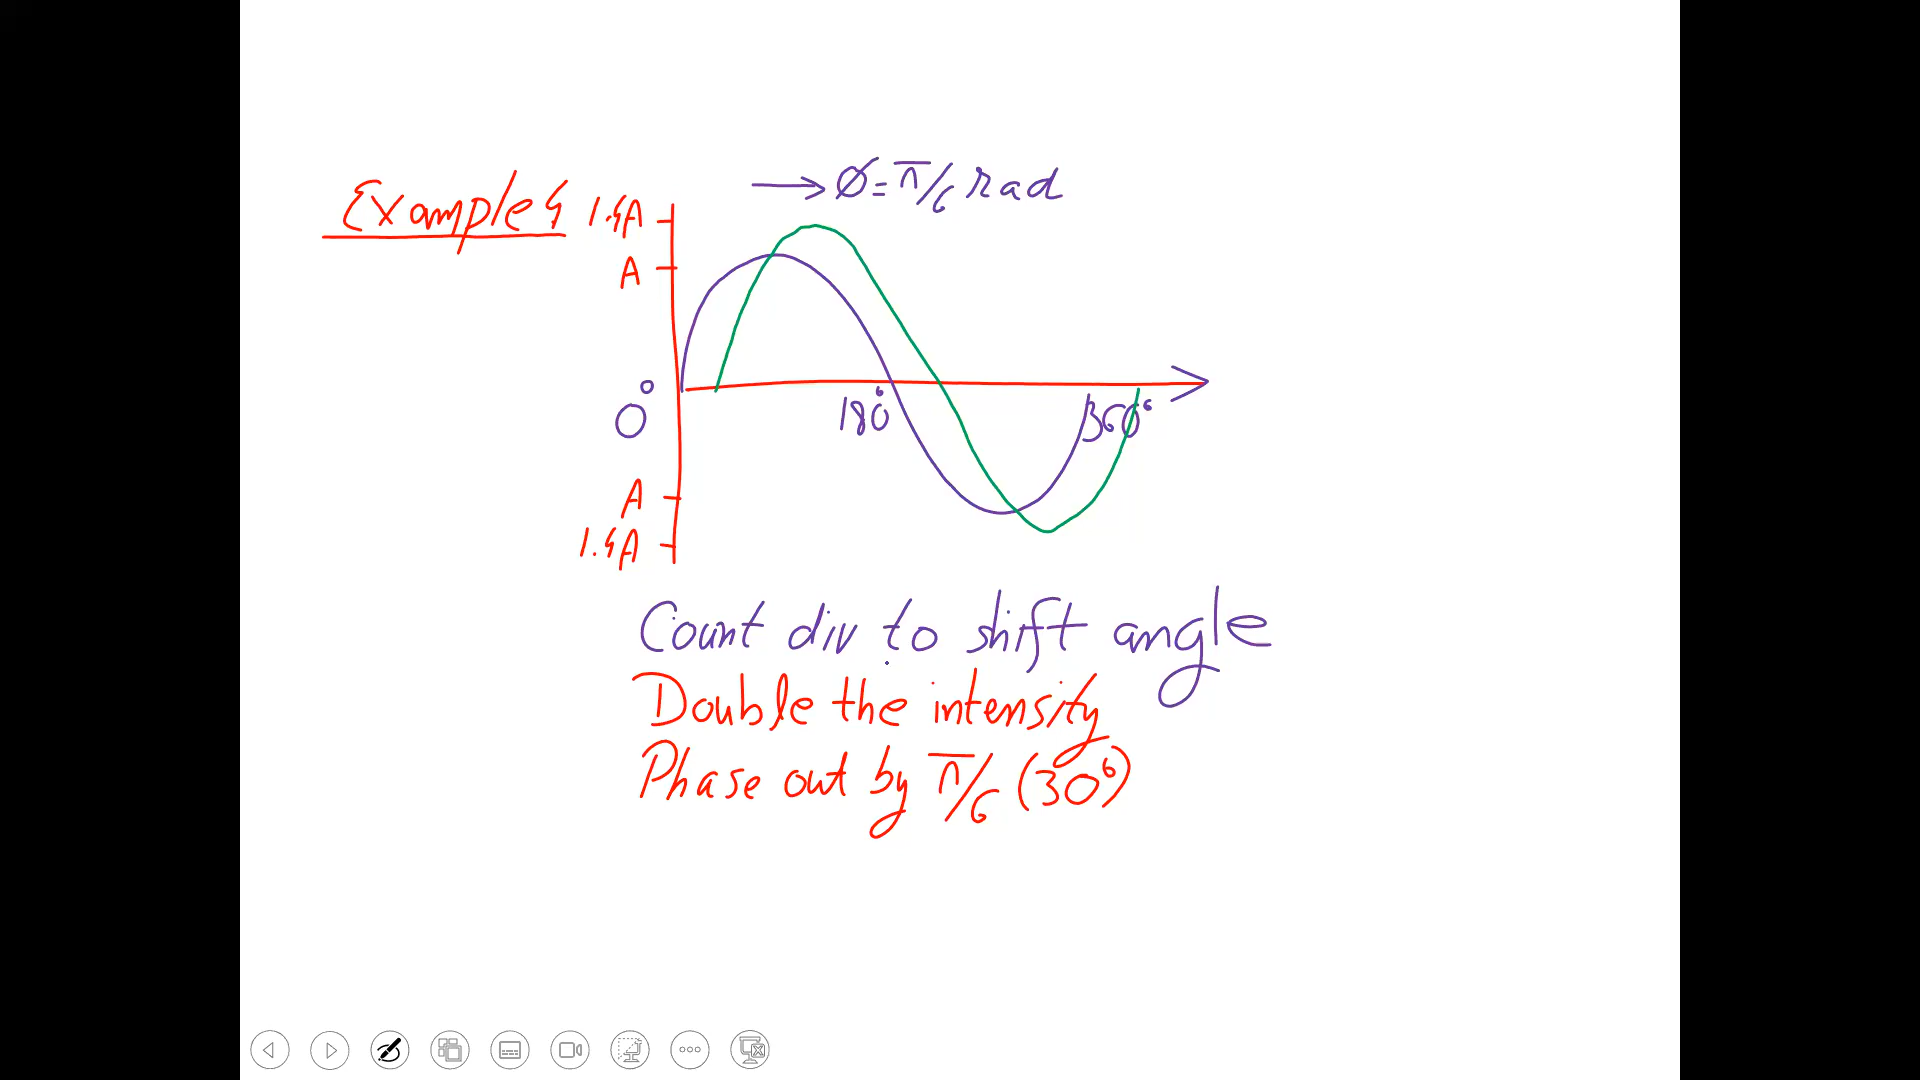 → Ø = π/6 rad
Example 4
1.4A
A
0°
180°
360°
A
1.4A
Count div to shift angle
Double the intensity
Phase out by π/6 (30°)